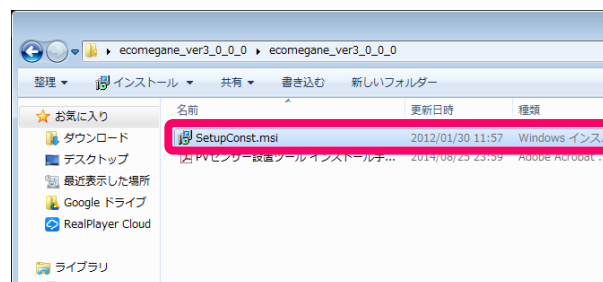 ecomegane_ver3_0_0_0 ecomegane_ver3_0_0_0
整理 インストール 共有 書き込む 新しいフォルダー
お気に入り
ダウンロード
デスクトップ
最近表示した場所
Google ドライブ
RealPlayer Cloud
ライブラリ
名前 更新日時 種類
SetupConst.msi 2012/01/30 11:57 Windows インス...
PVセンサー設置ツール インストール手... 2014/08/25 23:59 Adobe Acrobat ...